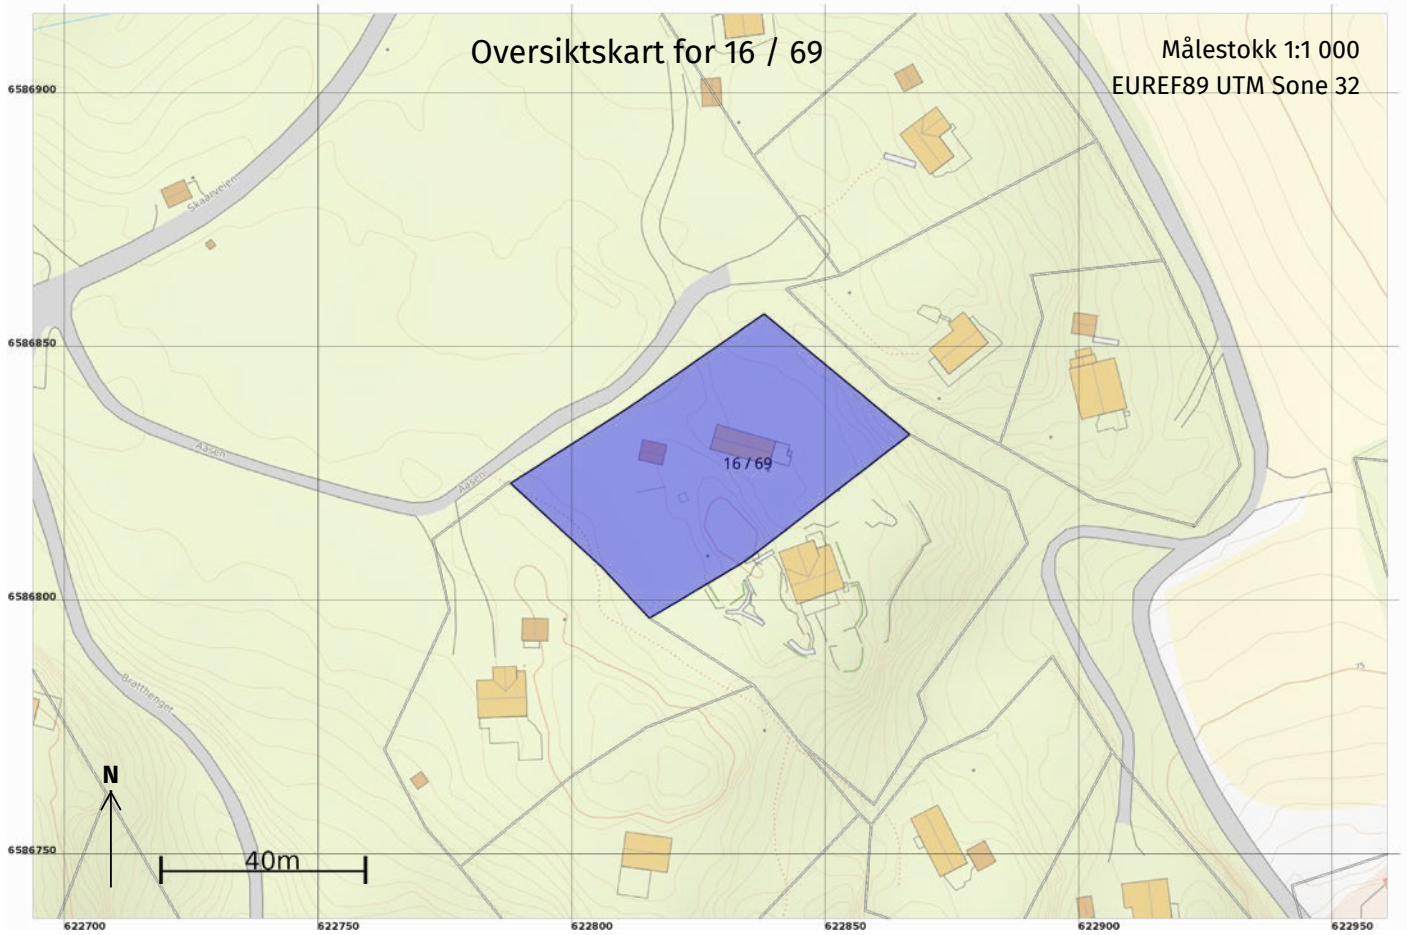 Oversiktskart for 16 / 69
Målestokk 1:1 000
EUREF89 UTM Sone 32
6586900
Skaarveien
6586850
Aasen
Aasen
16 / 69
6586800
75
Bratthenget
N
40m
6586750
622700
622750
622800
622850
622900
622950